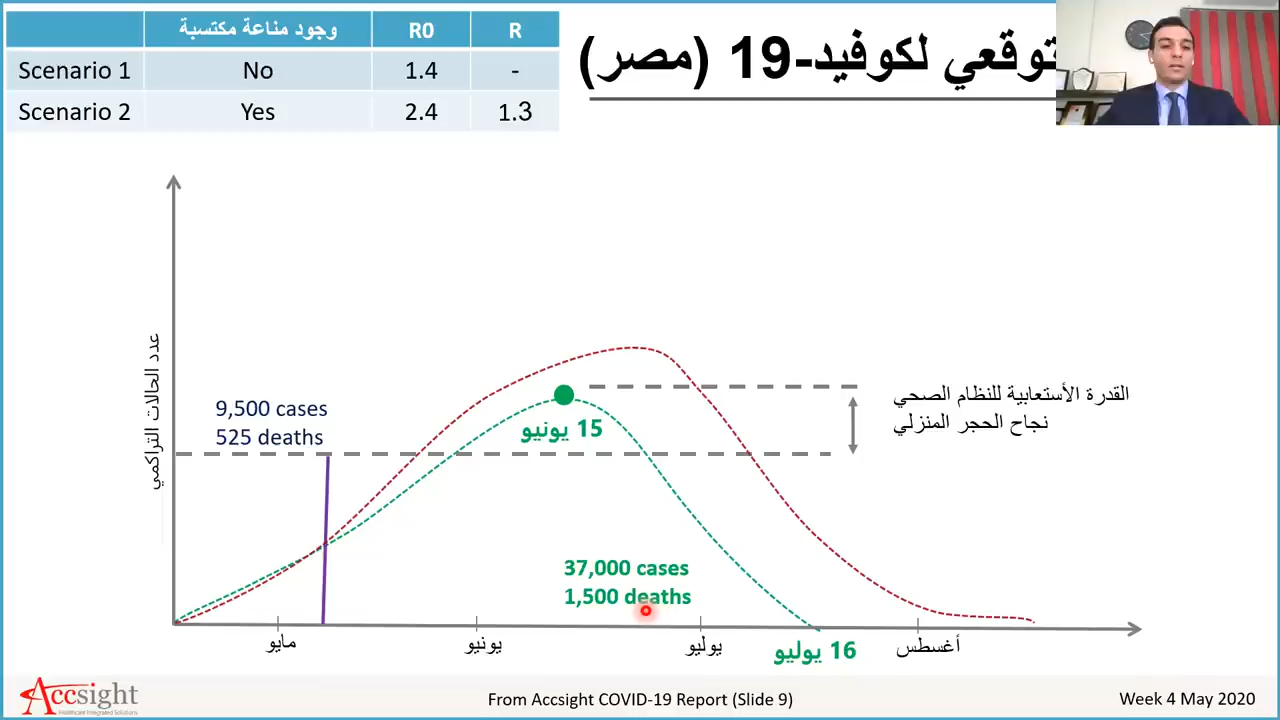 وجود مناعة مكتسبة R0 R
Scenario 1 No 1.4 -
Scenario 2 Yes 2.4 1.3
توقعي لكوفيد-19 (مصر)
عدد الحالات التراكمي
9,500 cases
525 deaths
15 يونيو
القدرة الأستعابية للنظام الصحي
نجاح الحجر المنزلي
37,000 cases
1,500 deaths
مايو
يونيو
يوليو
16 يوليو
أغسطس
Accsight
Healthcare Integrated Solutions
From Accsight COVID-19 Report (Slide 9)
Week 4 May 2020